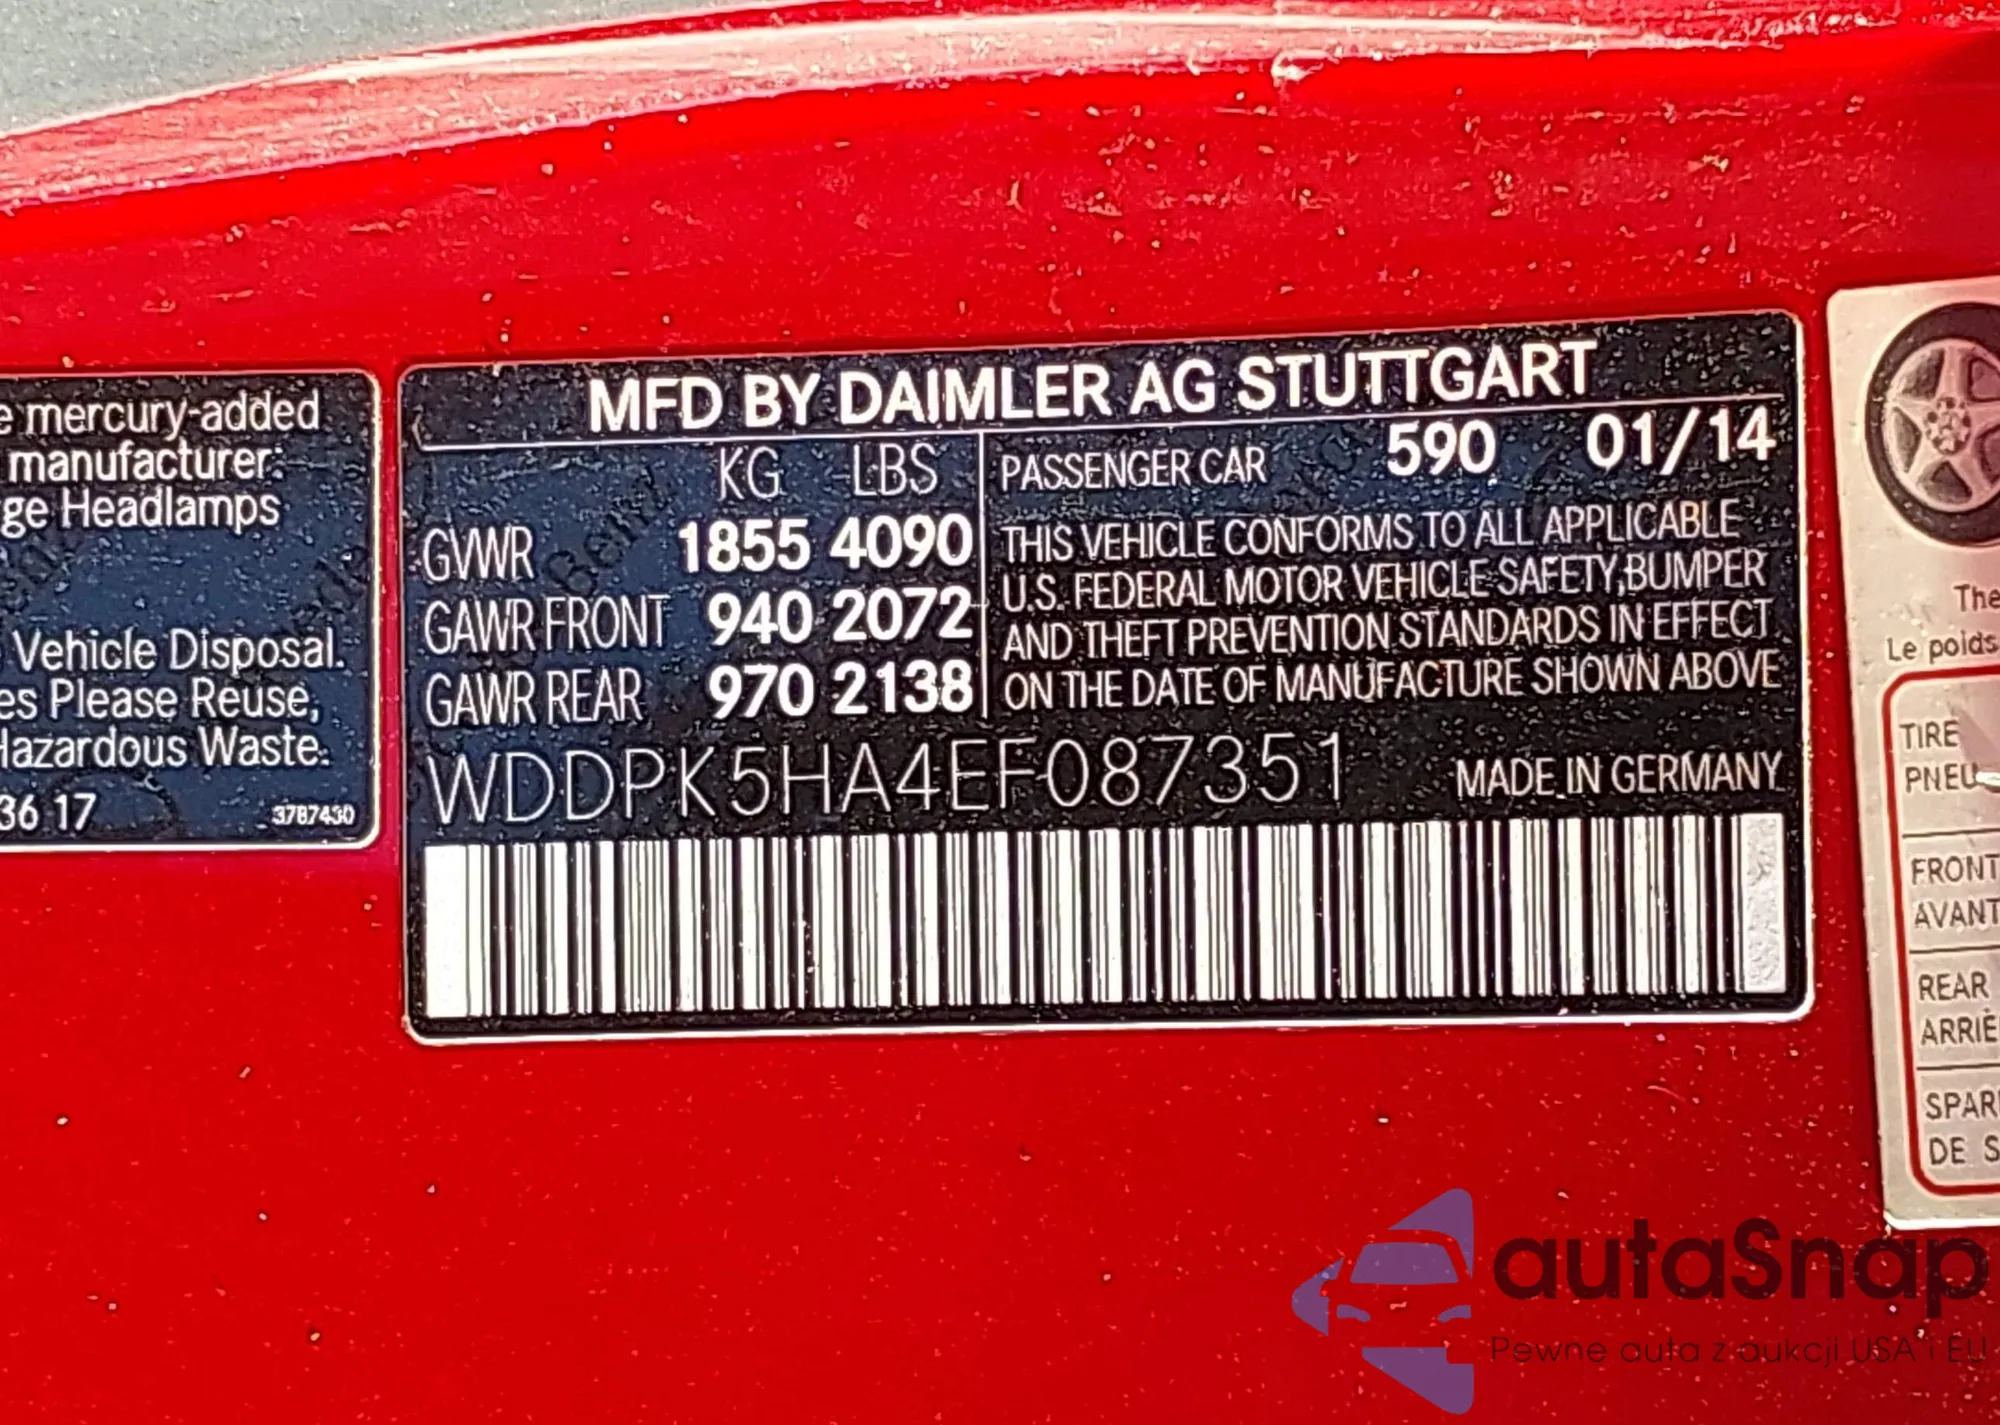 e mercury-added
manufacturer:
ge Headlamps
Vehicle Disposal.
es Please Reuse,
Hazardous Waste.
36 17
3787430
MFD BY DAIMLER AG STUTTGART
KG LBS
GVWR 1855 4090
GAWR FRONT 940 2072
GAWR REAR 970 2138
PASSENGER CAR 590 01/14
THIS VEHICLE CONFORMS TO ALL APPLICABLE
U.S. FEDERAL MOTOR VEHICLE SAFETY,BUMPER
AND THEFT PREVENTION STANDARDS IN EFFECT
ON THE DATE OF MANUFACTURE SHOWN ABOVE
WDDPK5HA4EF087351
MADE IN GERMANY
The
Le poids
TIRE
PNEU
FRONT
AVANT
REAR
ARRIÈ
SPAR
DE S
autaSnap
Pewne auta z aukcji USA i EU